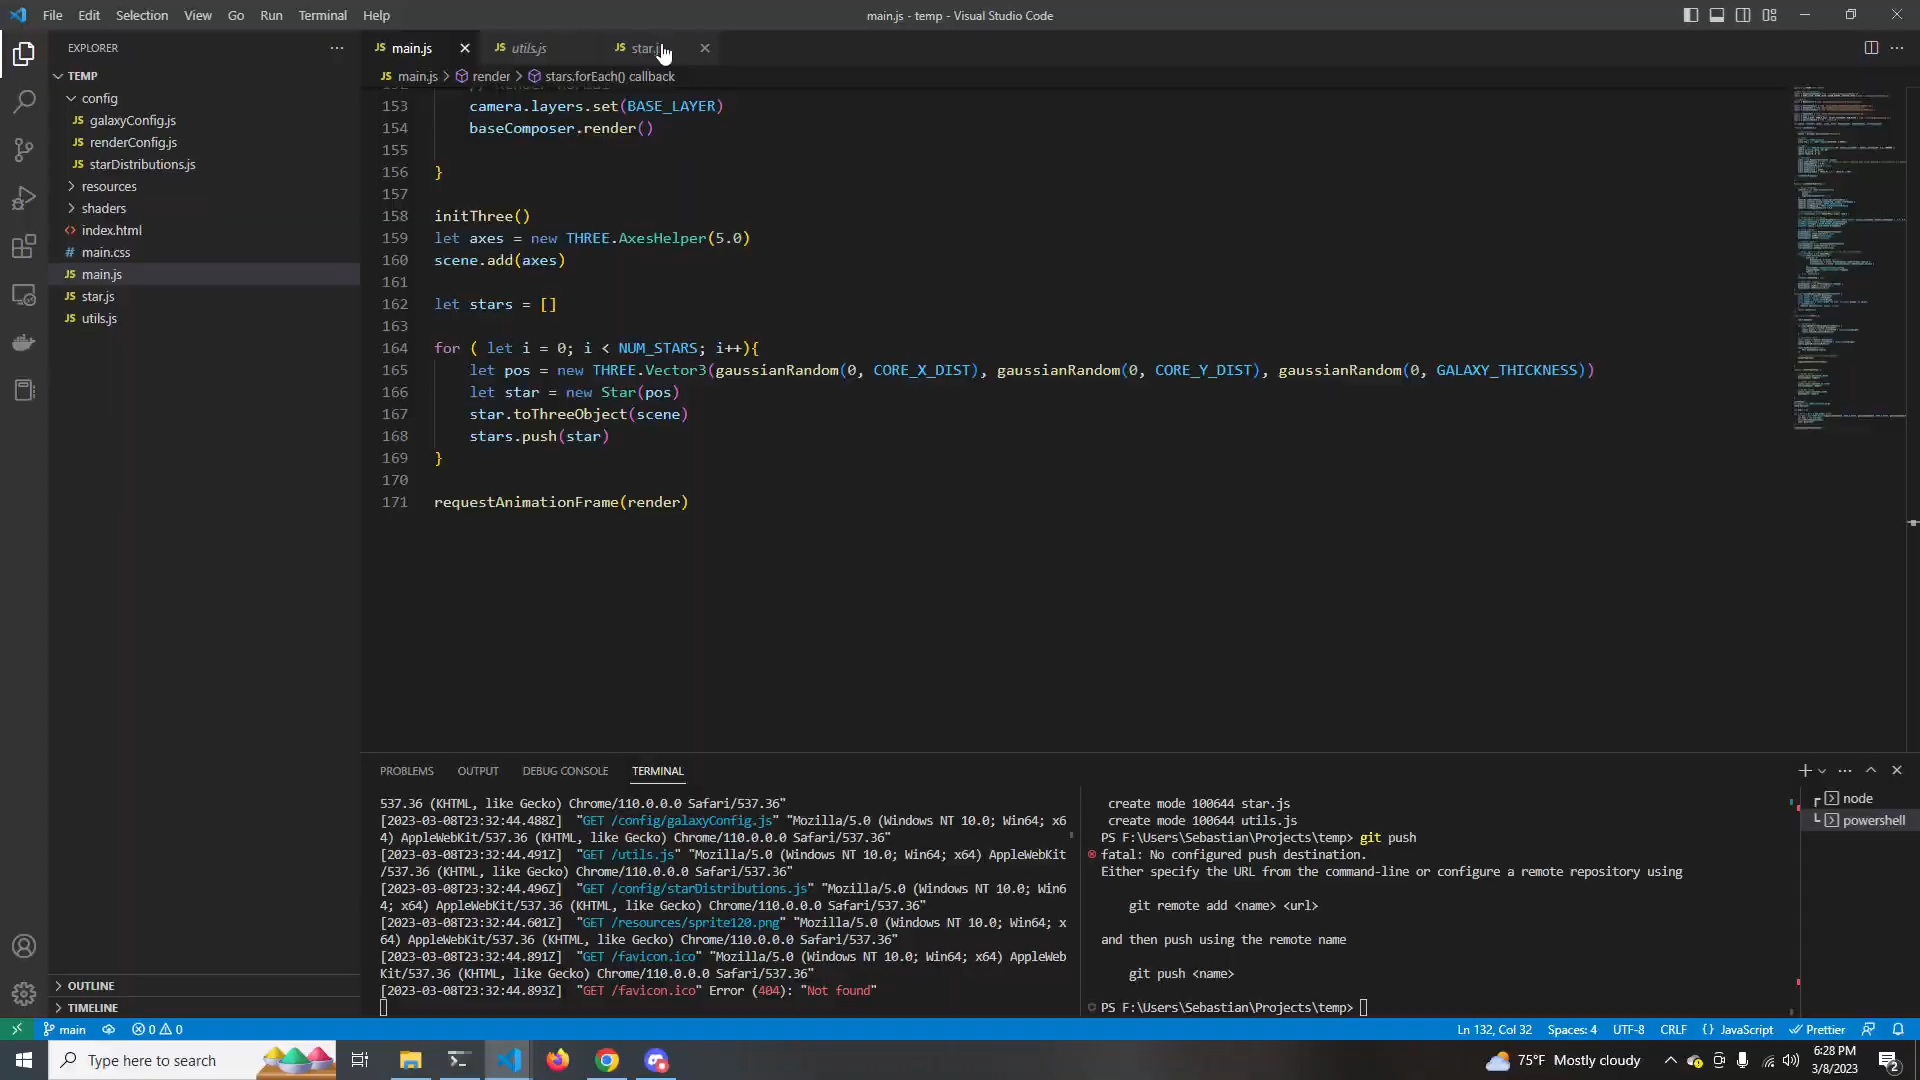 File Edit Selection View Go Run Terminal Help
main.js - temp - Visual Studio Code
EXPLORER
TEMP
config
JS galaxyConfig.js
JS renderConfig.js
JS starDistributions.js
resources
shaders
<> index.html
# main.css
JS main.js
JS star.js
JS utils.js
OUTLINE
TIMELINE
JS main.js
JS utils.js
JS star.j
JS main.js > render > stars.forEach() callback
153 camera.layers.set(BASE_LAYER)
154 baseComposer.render()
155
156 }
157
158 initThree()
159 let axes = new THREE.AxesHelper(5.0)
160 scene.add(axes)
161
162 let stars = []
163
164 for ( let i = 0; i < NUM_STARS; i++){
165 let pos = new THREE.Vector3(gaussianRandom(0, CORE_X_DIST), gaussianRandom(0, CORE_Y_DIST), gaussianRandom(0, GALAXY_THICKNESS))
166 let star = new Star(pos)
167 star.toThreeObject(scene)
168 stars.push(star)
169 }
170
171 requestAnimationFrame(render)
PROBLEMS OUTPUT DEBUG CONSOLE TERMINAL
537.36 (KHTML, like Gecko) Chrome/110.0.0.0 Safari/537.36"
[2023-03-08T23:32:44.488Z] "GET /config/galaxyConfig.js" "Mozilla/5.0 (Windows NT 10.0; Win64; x6
4) AppleWebKit/537.36 (KHTML, like Gecko) Chrome/110.0.0.0 Safari/537.36"
[2023-03-08T23:32:44.491Z] "GET /utils.js" "Mozilla/5.0 (Windows NT 10.0; Win64; x64) AppleWebKit
/537.36 (KHTML, like Gecko) Chrome/110.0.0.0 Safari/537.36"
[2023-03-08T23:32:44.496Z] "GET /config/starDistributions.js" "Mozilla/5.0 (Windows NT 10.0; Win6
4; x64) AppleWebKit/537.36 (KHTML, like Gecko) Chrome/110.0.0.0 Safari/537.36"
[2023-03-08T23:32:44.601Z] "GET /resources/sprite120.png" "Mozilla/5.0 (Windows NT 10.0; Win64; x
64) AppleWebKit/537.36 (KHTML, like Gecko) Chrome/110.0.0.0 Safari/537.36"
[2023-03-08T23:32:44.891Z] "GET /favicon.ico" "Mozilla/5.0 (Windows NT 10.0; Win64; x64) AppleWeb
Kit/537.36 (KHTML, like Gecko) Chrome/110.0.0.0 Safari/537.36"
[2023-03-08T23:32:44.893Z] "GET /favicon.ico" Error (404): "Not found"
create mode 100644 star.js
create mode 100644 utils.js
PS F:\Users\Sebastian\Projects\temp> git push
fatal: No configured push destination.
Either specify the URL from the command-line or configure a remote repository using
git remote add <name> <url>
and then push using the remote name
git push <name>
PS F:\Users\Sebastian\Projects\temp>
node
powershell
main 0 0
Ln 132, Col 32 Spaces: 4 UTF-8 CRLF {} JavaScript Prettier
Type here to search
75°F Mostly cloudy
6:28 PM
3/8/2023
2